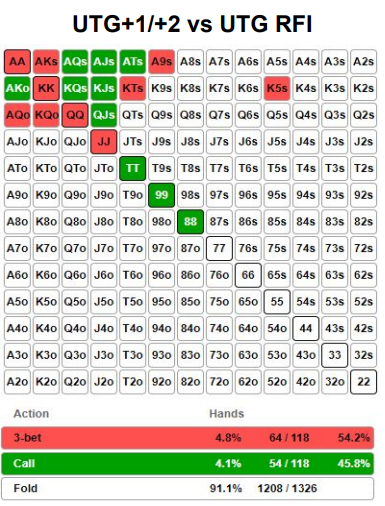 UTG+1/+2 vs UTG RFI
AA AKs AQs AJs ATs A9s A8s A7s A6s A5s A4s A3s A2s
AKo KK KQs KJs KTs K9s K8s K7s K6s K5s K4s K3s K2s
AQo KQo QQ QJs QTs Q9s Q8s Q7s Q6s Q5s Q4s Q3s Q2s
AJo KJo QJo JJ JTs J9s J8s J7s J6s J5s J4s J3s J2s
ATo KTo QTo JTo TT T9s T8s T7s T6s T5s T4s T3s T2s
A9o K9o Q9o J9o T9o 99 98s 97s 96s 95s 94s 93s 92s
A8o K8o Q8o J8o T8o 98o 88 87s 86s 85s 84s 83s 82s
A7o K7o Q7o J7o T7o 97o 87o 77 76s 75s 74s 73s 72s
A6o K6o Q6o J6o T6o 96o 86o 76o 66 65s 64s 63s 62s
A5o K5o Q5o J5o T5o 95o 85o 75o 65o 55 54s 53s 52s
A4o K4o Q4o J4o T4o 94o 84o 74o 64o 54o 44 43s 42s
A3o K3o Q3o J3o T3o 93o 83o 73o 63o 53o 43o 33 32s
A2o K2o Q2o J2o T2o 92o 82o 72o 62o 52o 42o 32o 22
Action Hands
3-bet 4.8% 64 / 118 54.2%
Call 4.1% 54 / 118 45.8%
Fold 91.1% 1208 / 1326